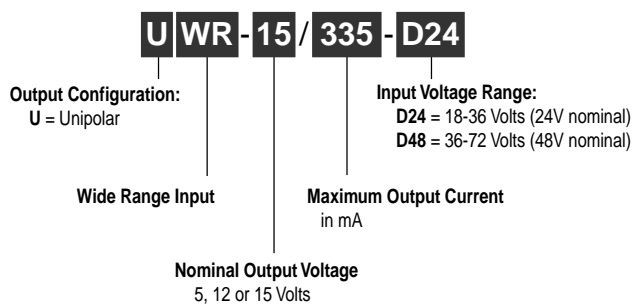 U WR - 15 / 335 - D24
Output Configuration:
U = Unipolar
Input Voltage Range:
D24 = 18-36 Volts (24V nominal)
D48 = 36-72 Volts (48V nominal)
Wide Range Input
Maximum Output Current
in mA
Nominal Output Voltage
5, 12 or 15 Volts